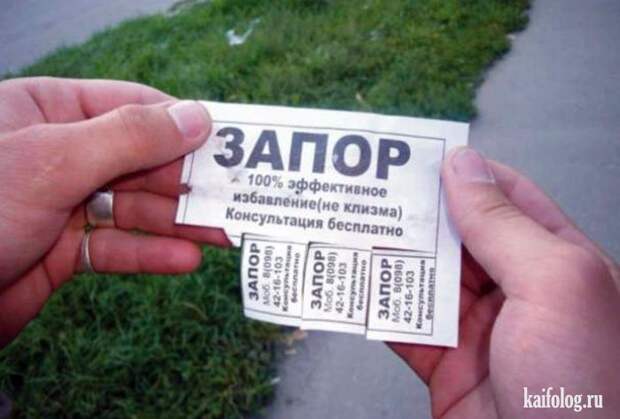 ЗАПОР
100% эффективное
избавление(не клизма)
Консультация бесплатно
ЗАПОР
Моб. 8(098)
42-16-103
Консультация
бесплатно
ЗАПОР
Моб. 8(098)
42-16-103
Консультация
бесплатно
ЗАПОР
Моб. 8(098)
42-16-103
Консультация
бесплатно
kaifolog.ru